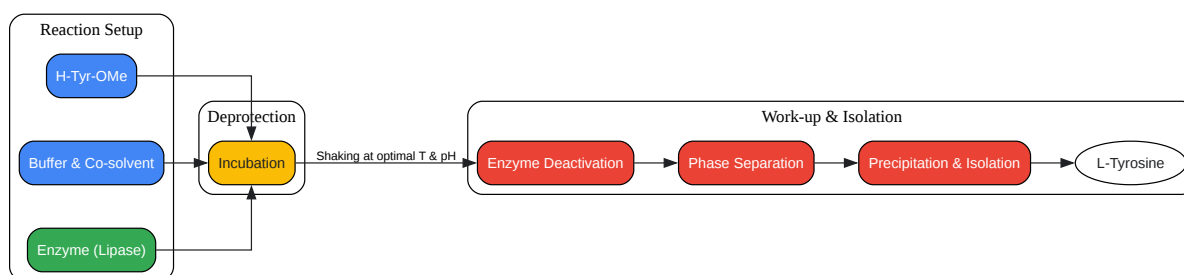 Reaction Setup
H-Tyr-OMe
Buffer & Co-solvent
Enzyme (Lipase)
Deprotection
Incubation
Shaking at optimal T & pH
Work-up & Isolation
Enzyme Deactivation
Phase Separation
Precipitation & Isolation
L-Tyrosine